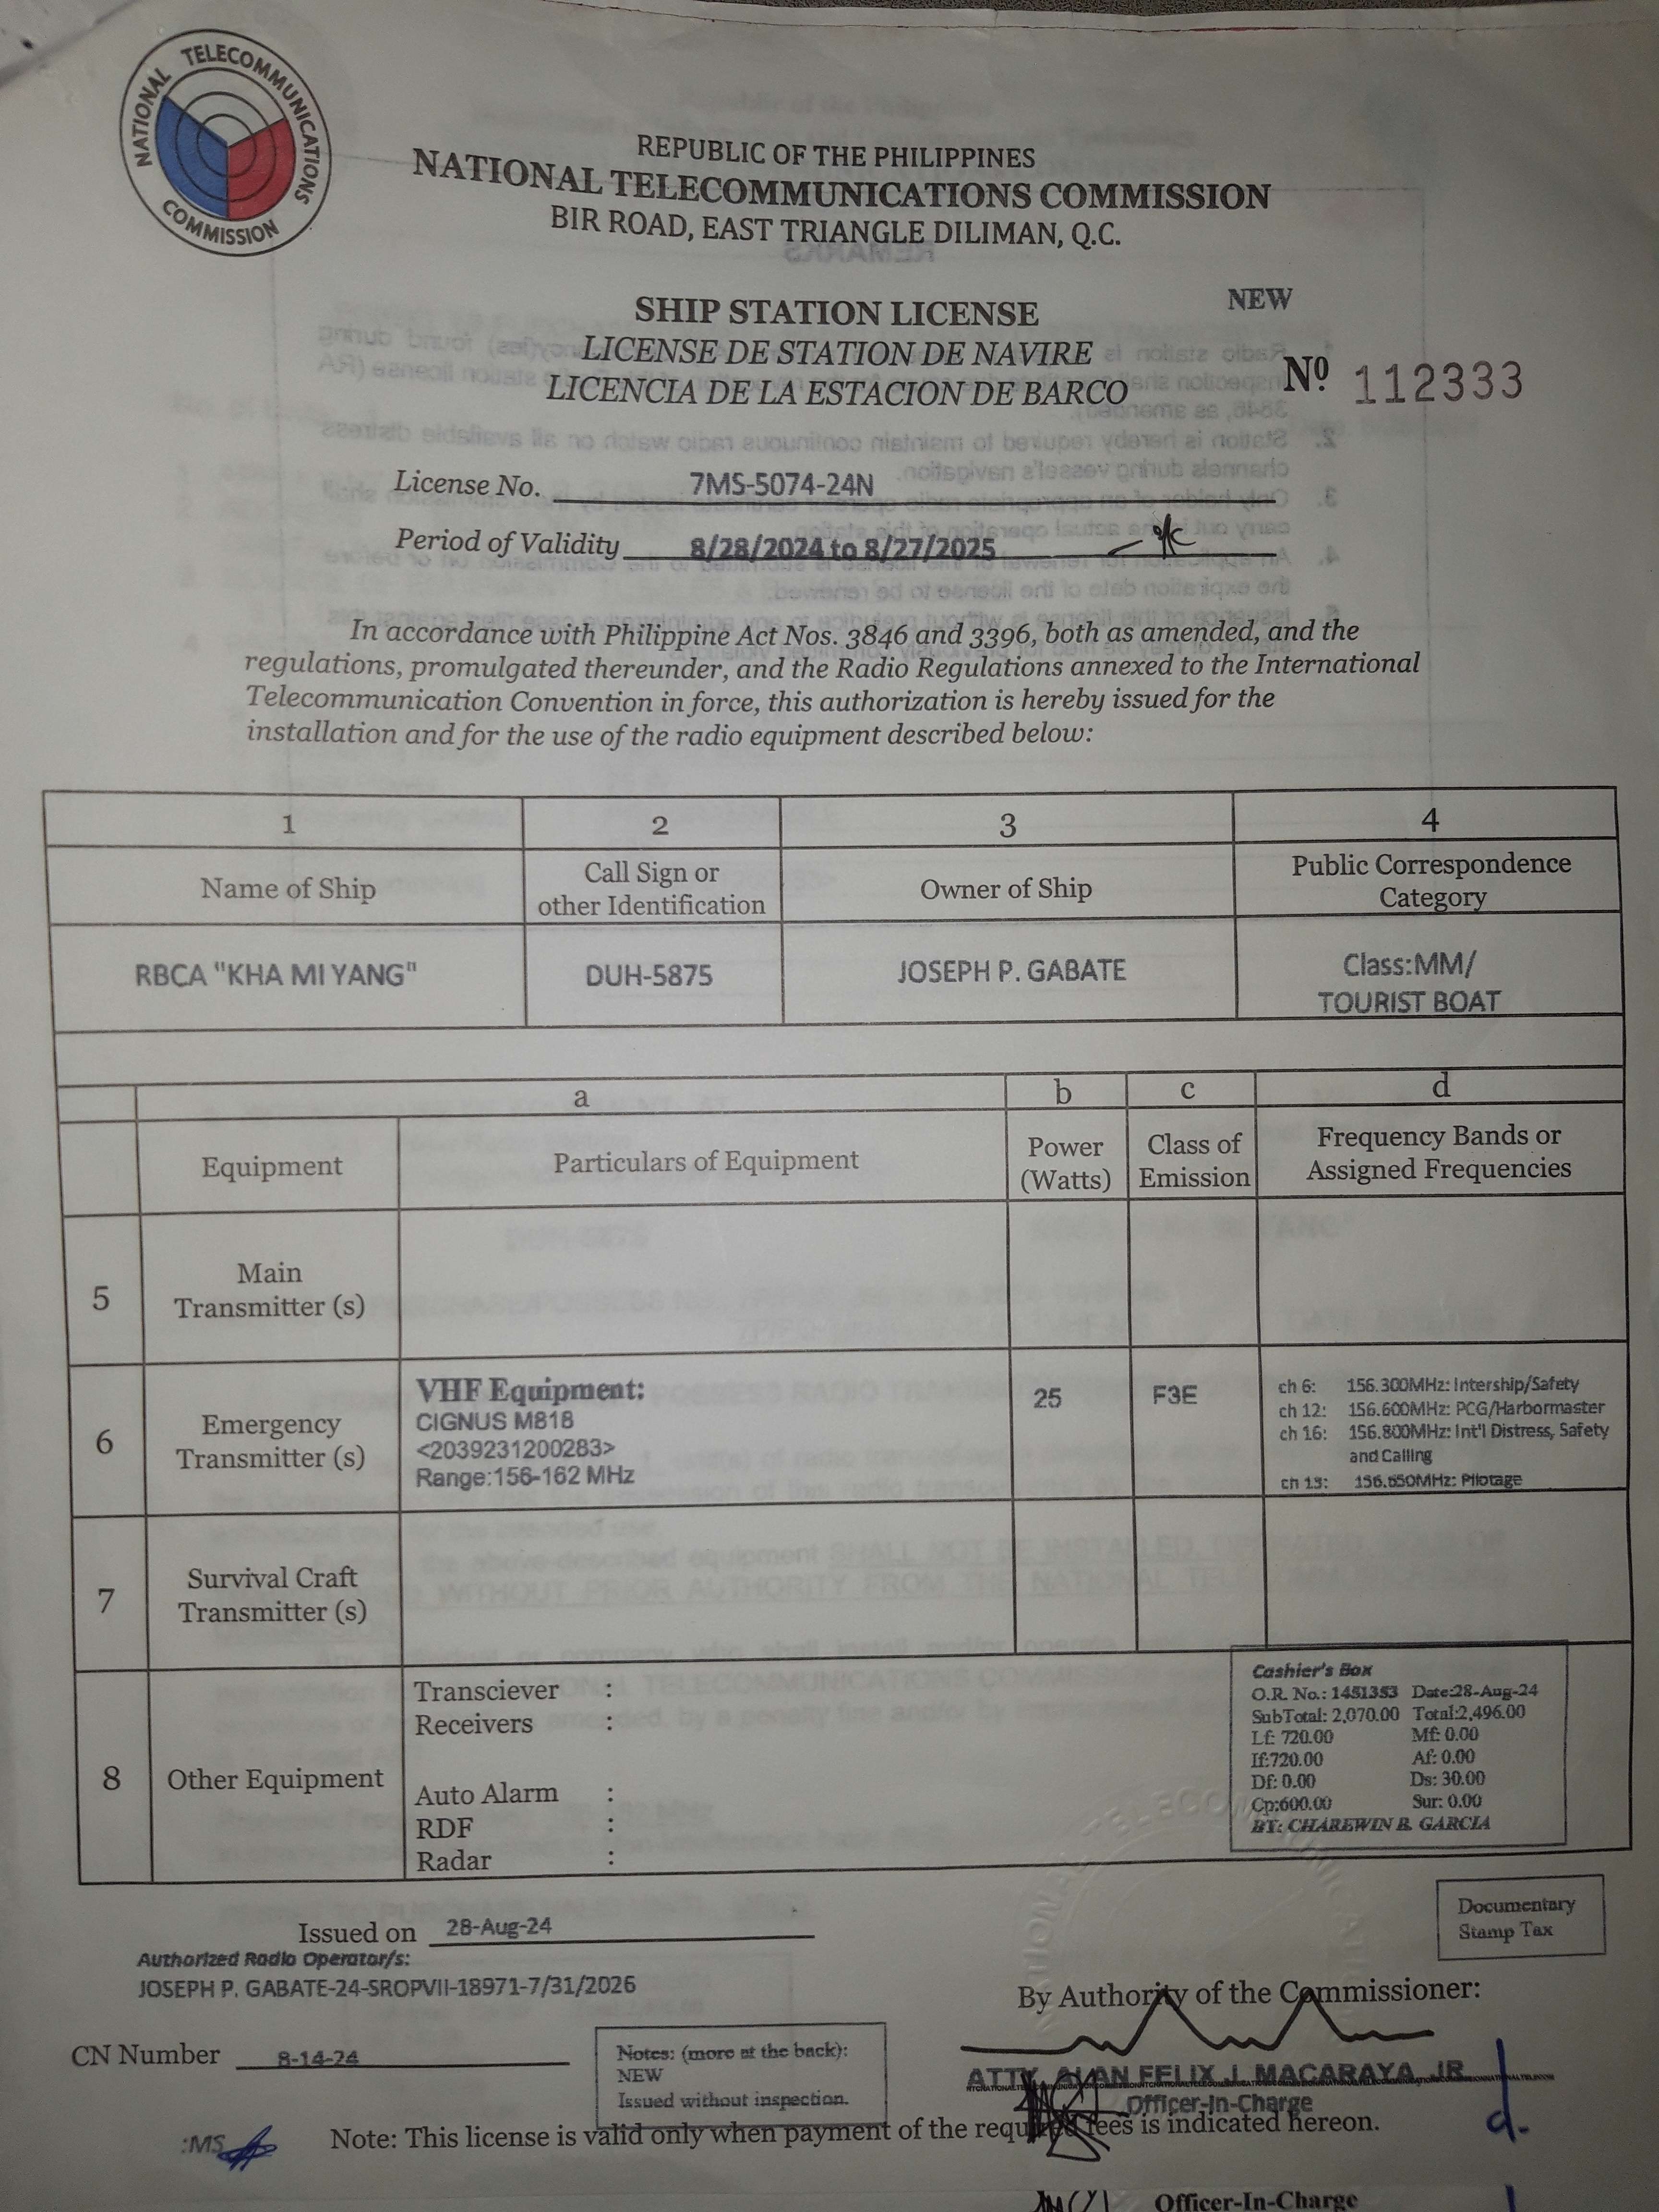 NATIONAL TELECOMMUNICATIONS COMMISSION
REPUBLIC OF THE PHILIPPINES
NATIONAL TELECOMMUNICATIONS COMMISSION
BIR ROAD, EAST TRIANGLE DILIMAN, Q.C.
NEW
SHIP STATION LICENSE
LICENSE DE STATION DE NAVIRE
LICENCIA DE LA ESTACION DE BARCO
Nº 112333
License No. 7MS-5074-24N
Period of Validity 8/28/2024 to 8/27/2025
In accordance with Philippine Act Nos. 3846 and 3396, both as amended, and the
regulations, promulgated thereunder, and the Radio Regulations annexed to the International
Telecommunication Convention in force, this authorization is hereby issued for the
installation and for the use of the radio equipment described below:
1 2 3 4
Name of Ship
Call Sign or
other Identification
Owner of Ship
Public Correspondence
Category
RBCA "KHA MI YANG"
DUH-5875
JOSEPH P. GABATE
Class:MM/
TOURIST BOAT
a b c d
Equipment
Particulars of Equipment
Power
(Watts)
Class of
Emission
Frequency Bands or
Assigned Frequencies
5
Main
Transmitter (s)
6
Emergency
Transmitter (s)
VHF Equipment:
CIGNUS M818
<2039231200283>
Range:156-162 MHz
25
F3E
ch 6: 156.300MHz: Intership/Safety
ch 12: 156.600MHz: PCG/Harbormaster
ch 16: 156.800MHz: Int'l Distress, Safety
and Calling
ch 13: 156.650MHz: Pilotage
7
Survival Craft
Transmitter (s)
8
Other Equipment
Transciever :
Receivers :
Auto Alarm :
RDF :
Radar :
Cashier's Box
O.R. No.: 1451353 Date:28-Aug-24
SubTotal: 2,070.00 Total:2,496.00
Lf: 720.00 Mf: 0.00
If:720.00 Af: 0.00
Df: 0.00 Ds: 30.00
Cp:600.00 Sur: 0.00
BY: CHAREWIN B. GARCIA
Documentary
Stamp Tax
Issued on 28-Aug-24
Authorized Radio Operator/s:
JOSEPH P. GABATE-24-SROPVII-18971-7/31/2026
By Authority of the Commissioner:
CN Number 8-14-24
Notes: (more at the back):
NEW
Issued without inspection.
ATTY. ALAN FELIX J. MACARAYA, JR.
Officer-In-Charge
:MS
Note: This license is valid only when payment of the required fees is indicated hereon.
Officer-In-Charge